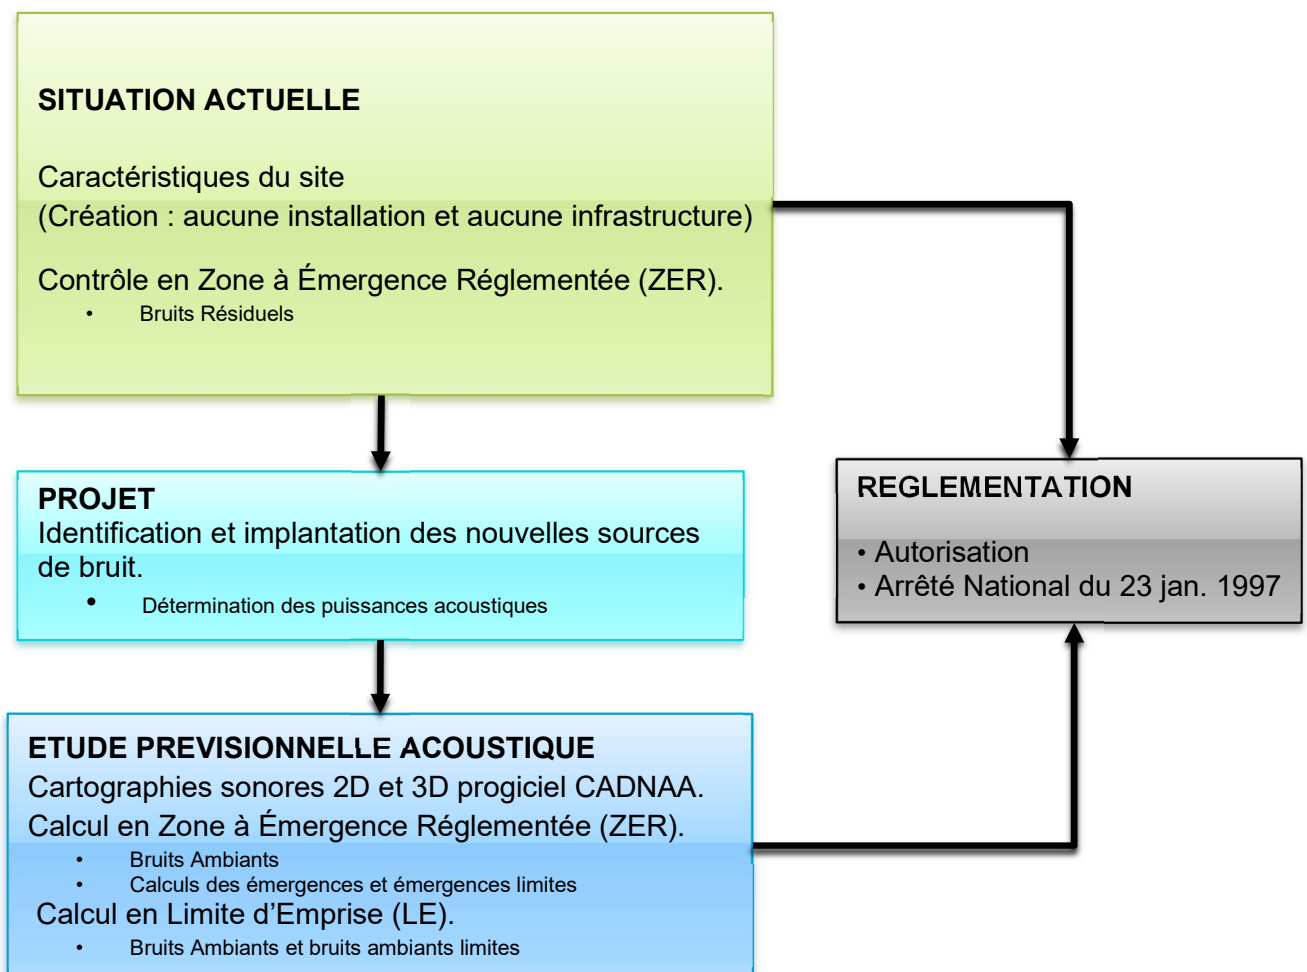 SITUATION ACTUELLE
Caractéristiques du site
(Création : aucune installation et aucune infrastructure)
Contrôle en Zone à Émergence Réglementée (ZER).
• Bruits Résiduels
PROJET
Identification et implantation des nouvelles sources
de bruit.
• Détermination des puissances acoustiques
REGLEMENTATION
• Autorisation
• Arrêté National du 23 jan. 1997
ETUDE PREVISIONNELLE ACOUSTIQUE
Cartographies sonores 2D et 3D progiciel CADNAA.
Calcul en Zone à Émergence Réglementée (ZER).
• Bruits Ambiants
• Calculs des émergences et émergences limites
Calcul en Limite d’Emprise (LE).
• Bruits Ambiants et bruits ambiants limites